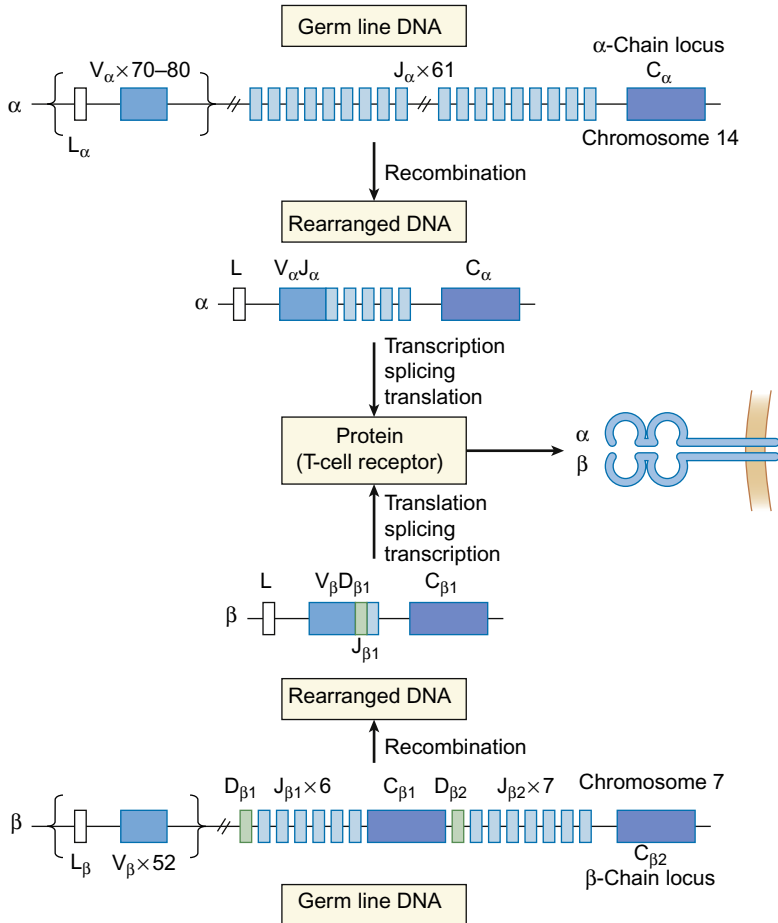 Germ line DNA
α-Chain locus
Vα×70–80
Jα×61
Cα
α
Lα
Chromosome 14
Recombination
Rearranged DNA
L
VαJα
Cα
α
Transcription
splicing
translation
Protein
(T-cell receptor)
α
β
Translation
splicing
transcription
L
VβDβ1
Cβ1
β
Jβ1
Rearranged DNA
Recombination
Dβ1
Jβ1×6
Cβ1
Dβ2
Jβ2×7
Chromosome 7
β
Lβ
Vβ×52
Cβ2
β-Chain locus
Germ line DNA